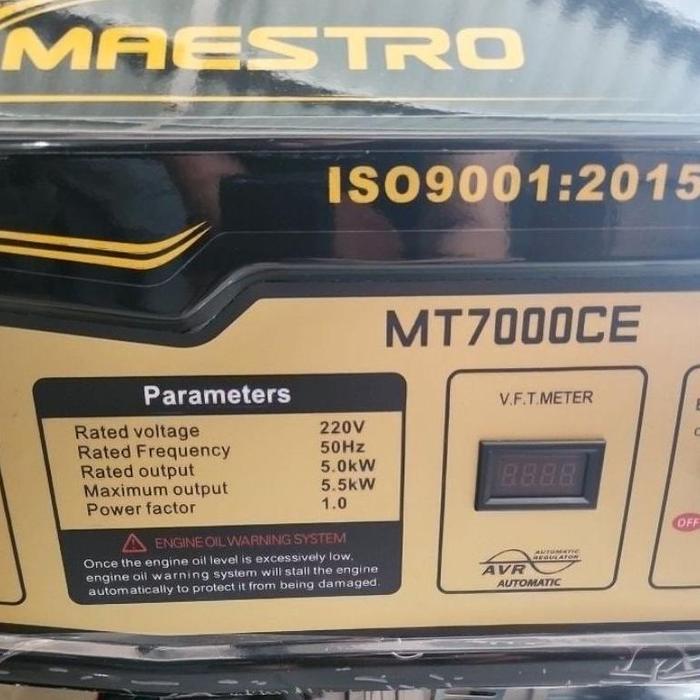 MAESTRO
ISO9001:2015
MT7000CE
Parameters
Rated voltage 220V
Rated Frequency 50Hz
Rated output 5.0kW
Maximum output 5.5kW
Power factor 1.0
ENGINE OIL WARNING SYSTEM
Once the engine oil level is excessively low,
engine oil warning system will stall the engine
automatically to protect it from being damaged.
V.F.T.METER
AUTOMATIC
REGULATOR
AVR
AUTOMATIC
OFF